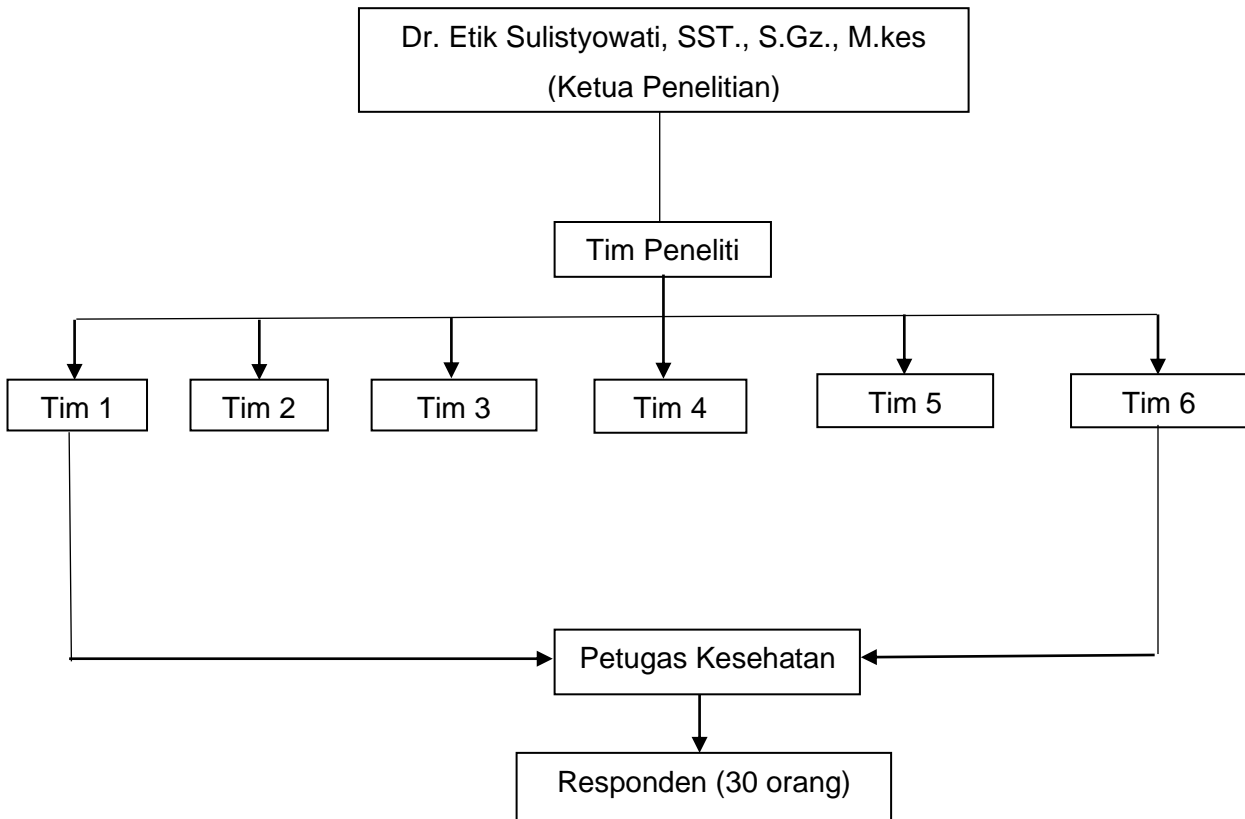 Dr. Etik Sulistyowati, SST., S.Gz., M.kes
(Ketua Penelitian)
Tim Peneliti
Tim 1
Tim 2
Tim 3
Tim 4
Tim 5
Tim 6
Petugas Kesehatan
Responden (30 orang)